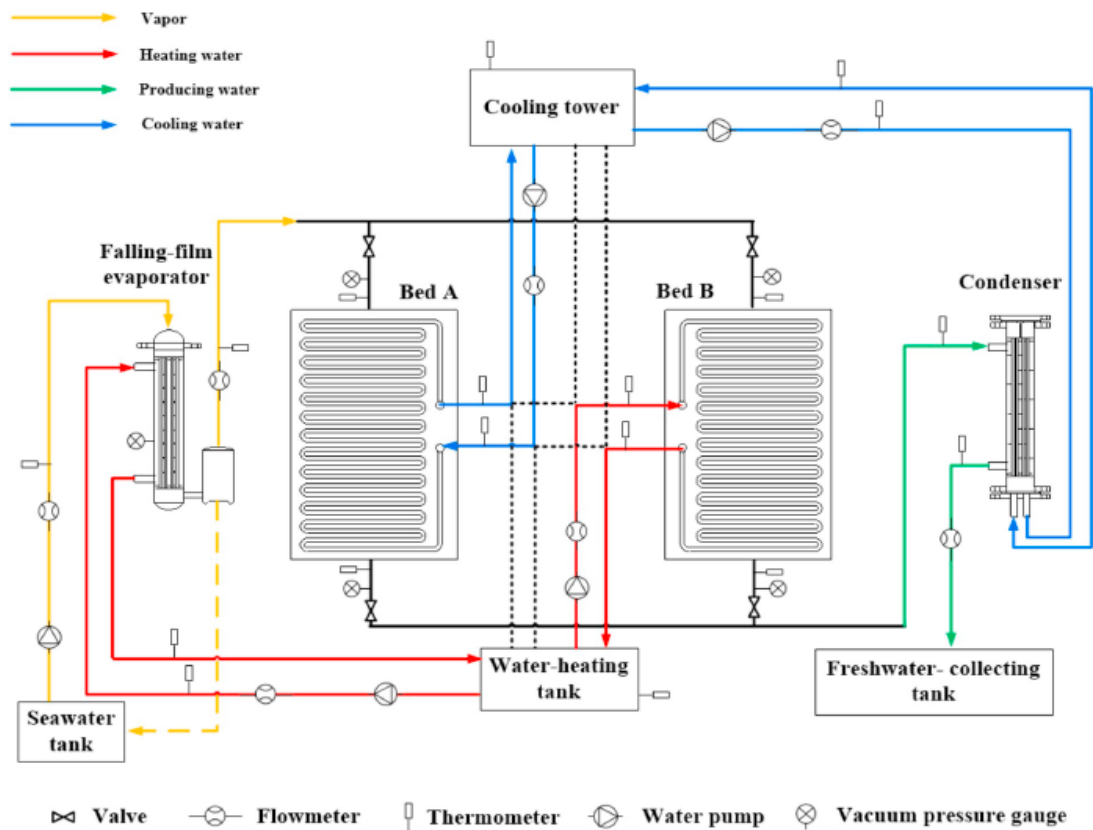 Vapor
Heating water
Producing water
Cooling water
Cooling tower
Falling-film
evaporator
Bed A
Bed B
Condenser
Water-heating
tank
Freshwater- collecting
tank
Seawater
tank
Valve
Flowmeter
Thermometer
Water pump
Vacuum pressure gauge